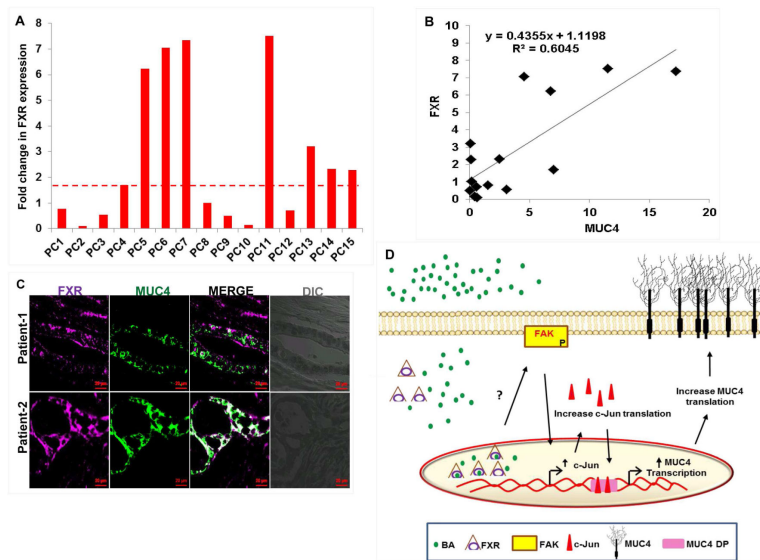 A
Fold change in FXR expression
8
7
6
5
4
3
2
1
0
PC1
PC2
PC3
PC4
PC5
PC6
PC7
PC8
PC9
PC10
PC11
PC12
PC13
PC14
PC15
B
y = 0.4355x + 1.1198
R² = 0.6045
FXR
10
9
8
7
6
5
4
3
2
1
0
0 5 10 15 20
MUC4
C
FXR MUC4 MERGE DIC
Patient-1
Patient-2
D
FAK
P
?
Increase c-Jun translation
Increase MUC4
translation
c-Jun
MUC4
Transcription
BA FXR FAK c-Jun MUC4 MUC4 DP